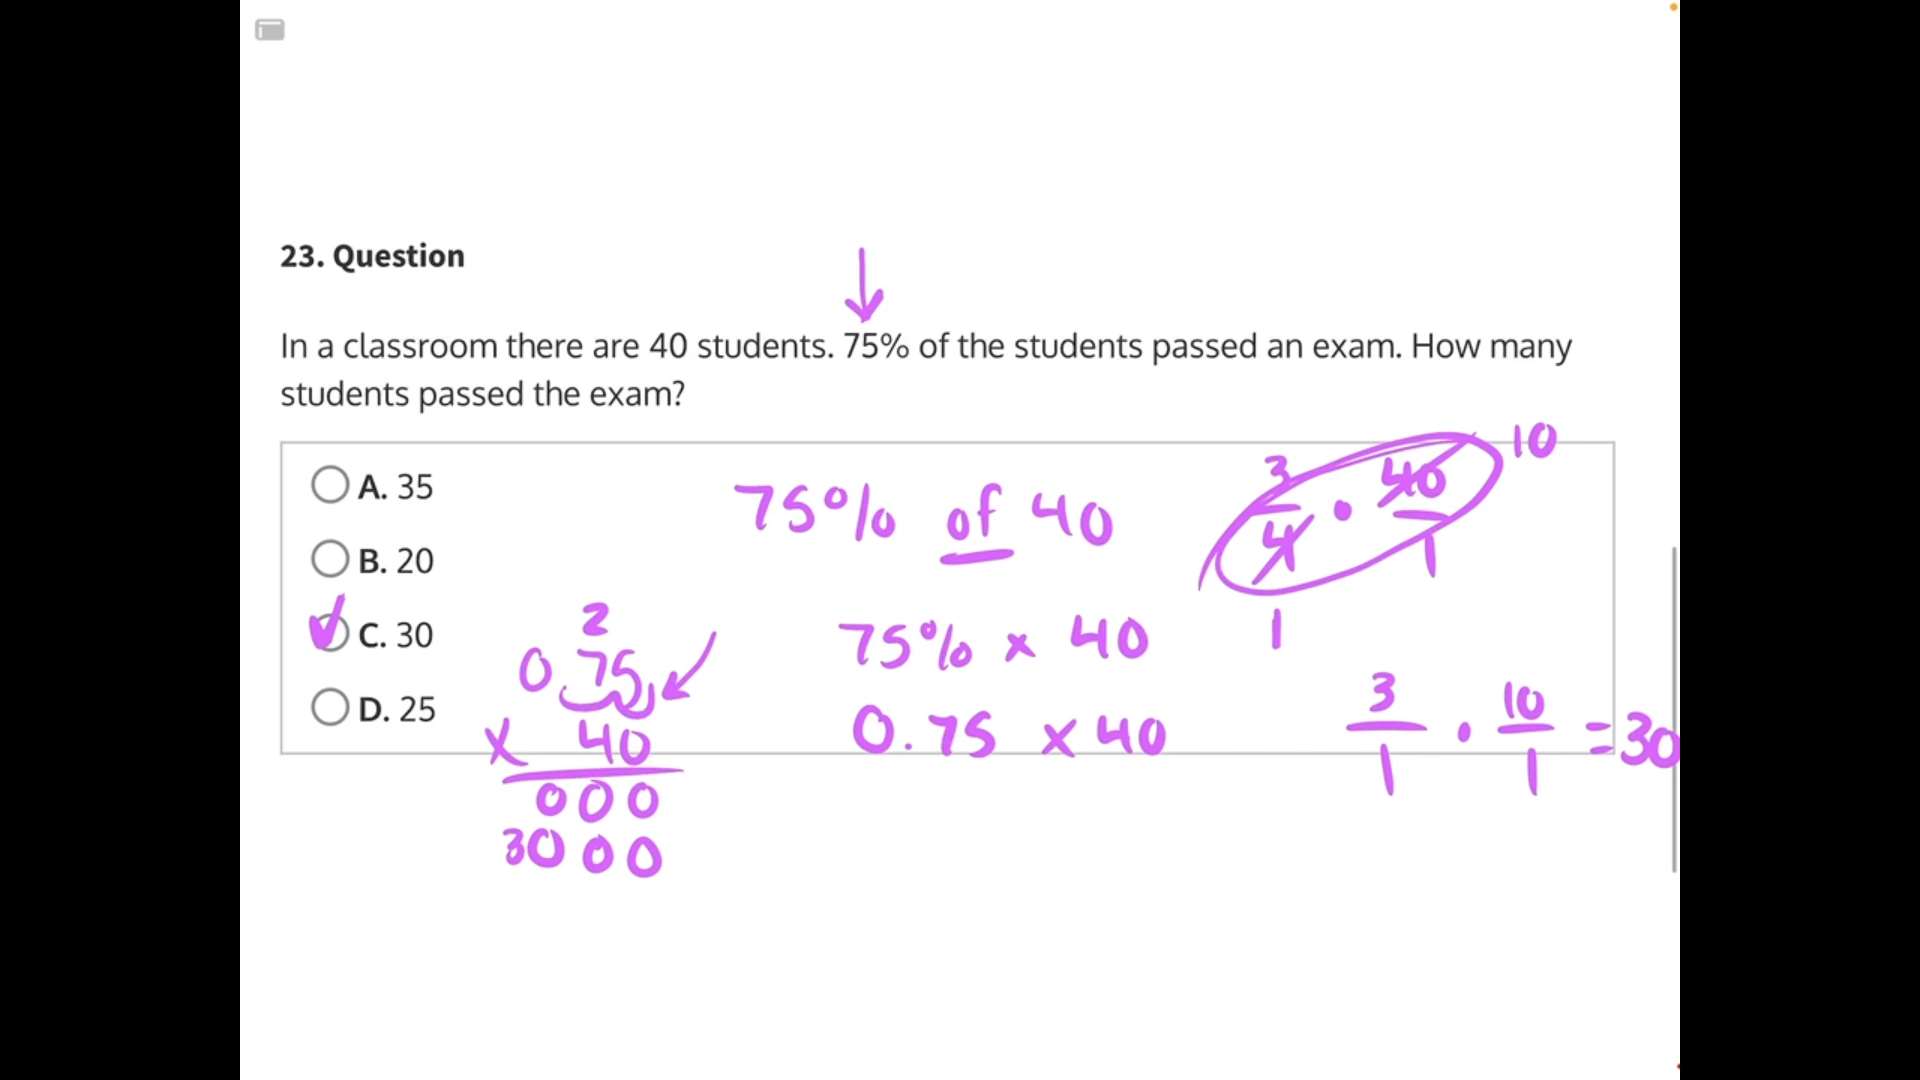 23. Question
In a classroom there are 40 students. 75% of the students passed an exam. How many
students passed the exam?
A. 35
B. 20
C. 30
D. 25
75% of 40
75% x 40
0.75 x 40
2
0.75
x 40
000
3000
3/4 • 40/1
10
1
3/1 • 10/1 = 30